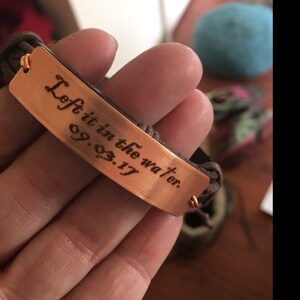 Left it in the water.
09.03.17